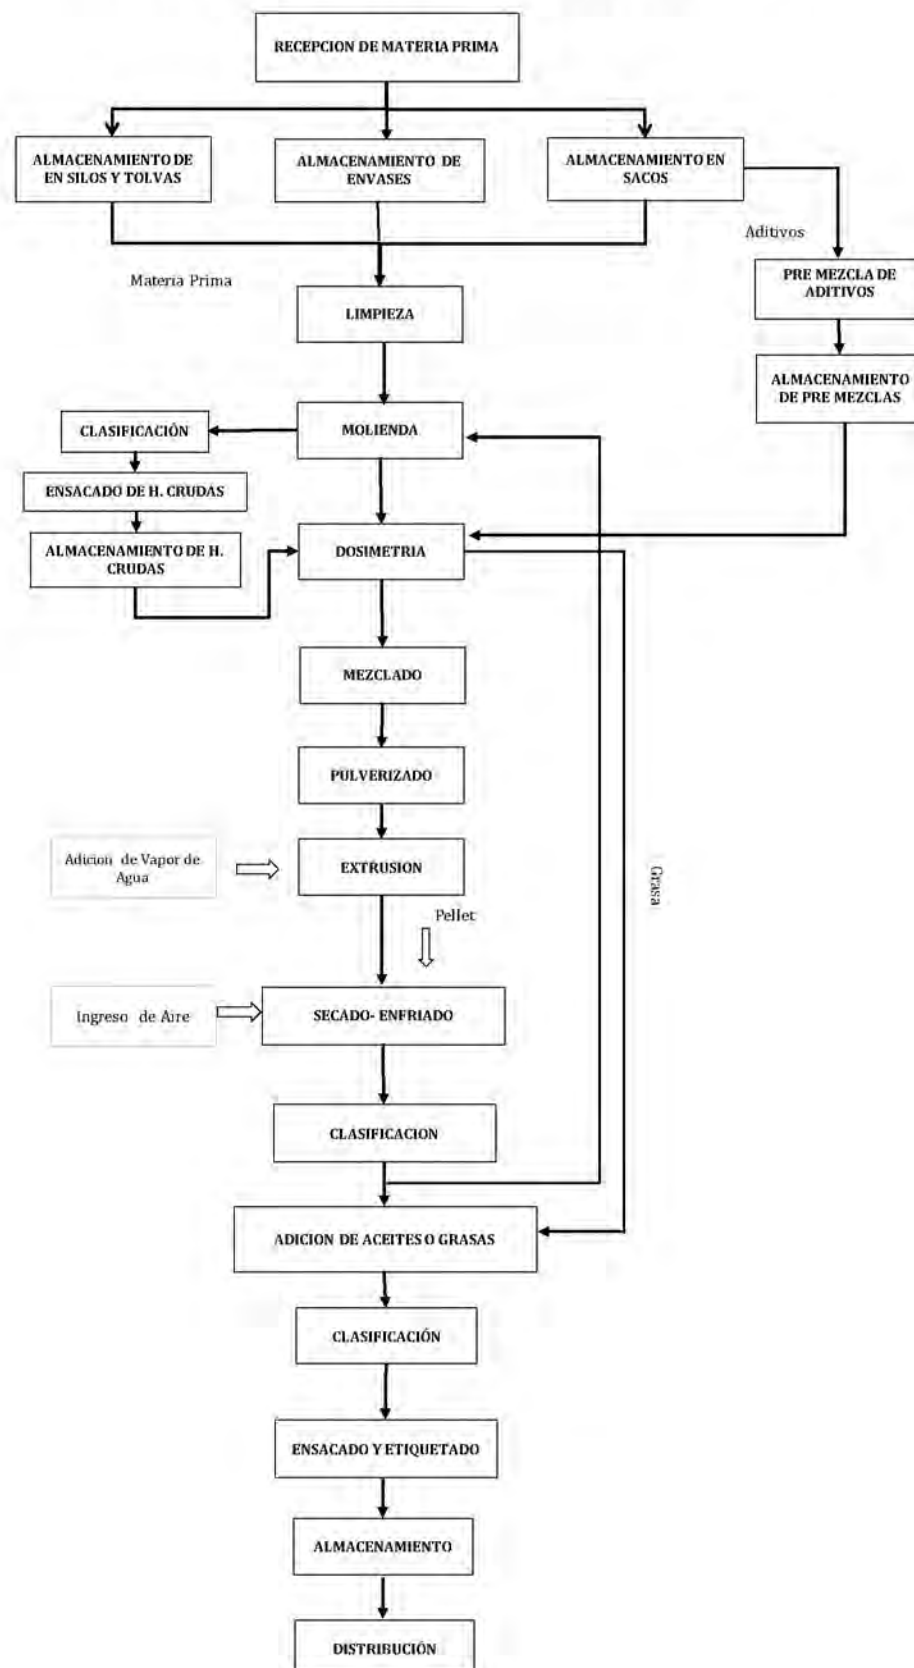 RECEPCION DE MATERIA PRIMA
ALMACENAMIENTO DE
EN SILOS Y TOLVAS
ALMACENAMIENTO DE
ENVASES
ALMACENAMIENTO EN
SACOS
Aditivos
Materia Prima
PRE MEZCLA DE
ADITIVOS
LIMPIEZA
ALMACENAMIENTO
DE PRE MEZCLAS
CLASIFICACIÓN
MOLIENDA
ENSACADO DE H. CRUDAS
ALMACENAMIENTO DE H.
CRUDAS
DOSIMETRIA
MEZCLADO
PULVERIZADO
Adicion de Vapor de
Agua
EXTRUSION
Grasa
Pellet
Ingreso de Aire
SECADO- ENFRIADO
CLASIFICACION
ADICION DE ACEITES O GRASAS
CLASIFICACIÓN
ENSACADO Y ETIQUETADO
ALMACENAMIENTO
DISTRIBUCIÓN